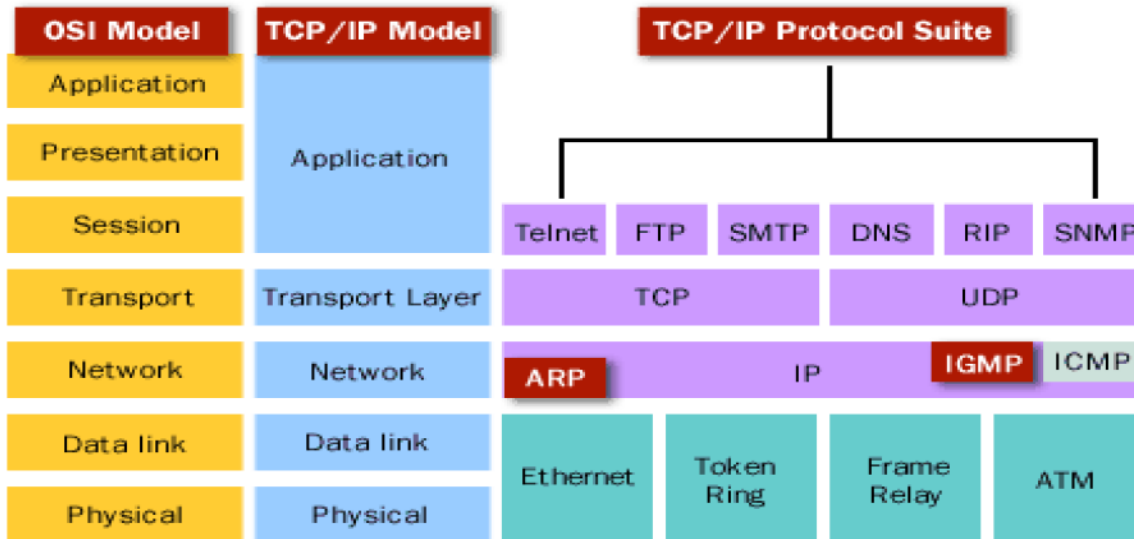 OSI Model
TCP/IP Model
TCP/IP Protocol Suite
Application
Presentation
Session
Transport
Network
Data link
Physical
Application
Transport Layer
Network
Data link
Physical
Telnet
FTP
SMTP
DNS
RIP
SNMP
TCP
UDP
ARP
IP
IGMP
ICMP
Ethernet
Token
Ring
Frame
Relay
ATM